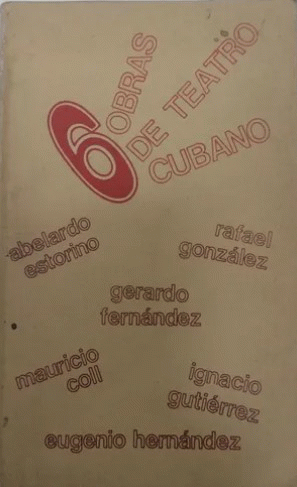 6 OBRAS
DE TEATRO
CUBANO
abelardo
estorino
rafael
gonzález
gerardo
fernández
mauricio
coll
ignacio
gutiérrez
eugenio hernández